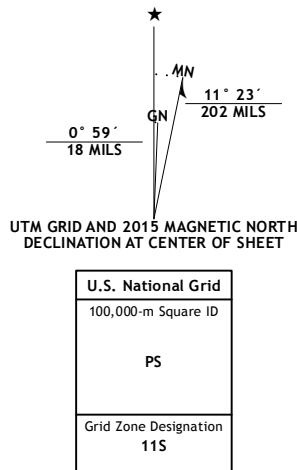 MN
11° 23´
202 MILS
GN
0° 59´
18 MILS
UTM GRID AND 2015 MAGNETIC NORTH
DECLINATION AT CENTER OF SHEET
U.S. National Grid
100,000-m Square ID
PS
Grid Zone Designation
11S